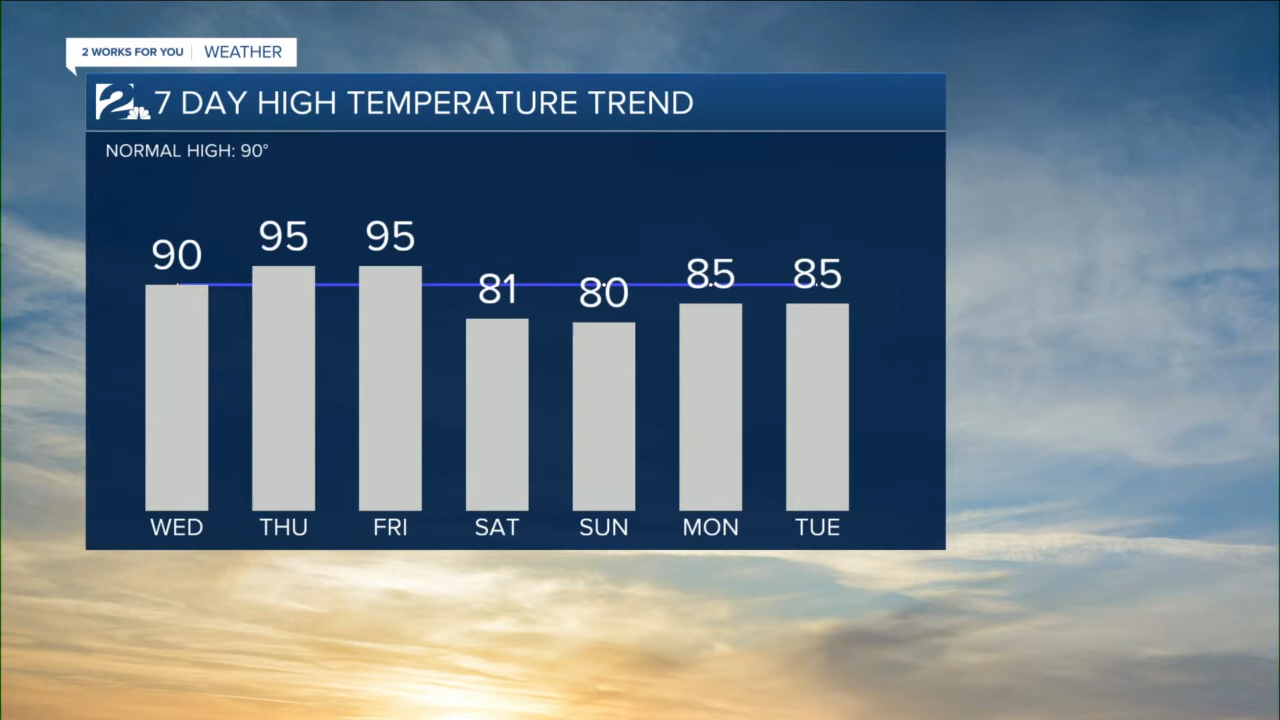 2 WORKS FOR YOU | WEATHER
2 7 DAY HIGH TEMPERATURE TREND
NORMAL HIGH: 90°
90 95 95 81 80 85 85
WED THU FRI SAT SUN MON TUE